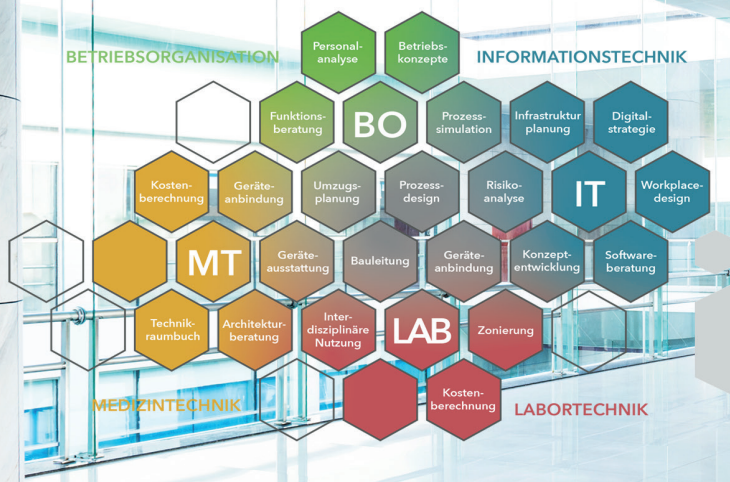 BETRIEBSORGANISATION
INFORMATIONSTECHNIK
Personal-
analyse
Betriebs-
konzepte
Funktions-
beratung
BO
Prozess-
simulation
Infrastruktur
planung
Digital-
strategie
Kosten-
berechnung
Geräte-
anbindung
Umzugs-
planung
Prozess-
design
Risiko-
analyse
IT
Workplace-
design
MT
Geräte-
ausstattung
Bauleitung
Geräte-
anbindung
Konzept-
entwicklung
Software-
beratung
Technik-
raumbuch
Architektur-
beratung
Inter-
disziplinäre
Nutzung
LAB
Zonierung
Kosten-
berechnung
MEDIZINTECHNIK
LABORTECHNIK